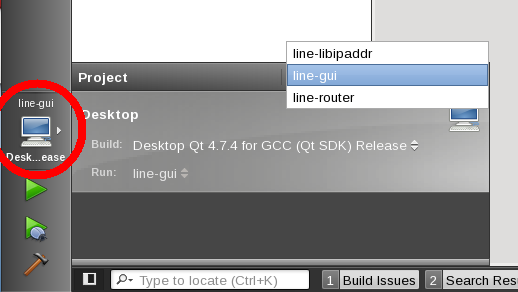 line-libipaddr
line-gui
line-router
Project
line-gui
Desk...ease
Desktop
Build: Desktop Qt 4.7.4 for GCC (Qt SDK) Release
Run: line-gui
Type to locate (Ctrl+K)
1 Build Issues
2 Search Resu